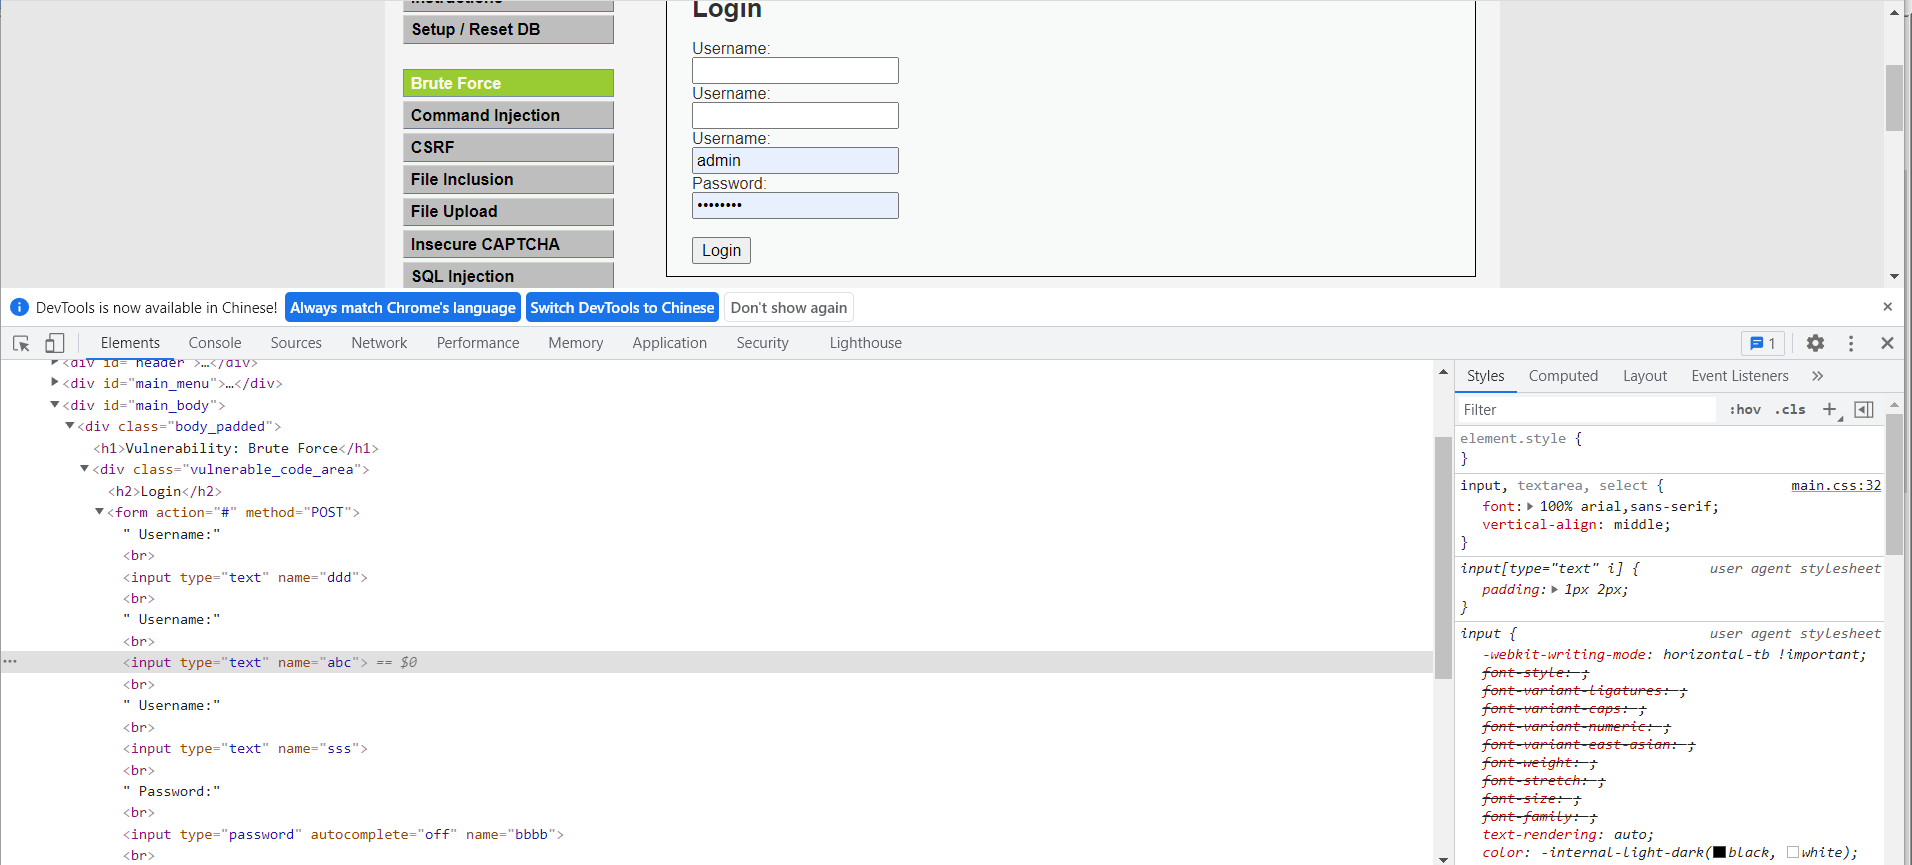 Instructions
Setup / Reset DB
Brute Force
Command Injection
CSRF
File Inclusion
File Upload
Insecure CAPTCHA
SQL Injection
Login
Username:
Username:
Username:
admin
Password:
••••••••
Login
DevTools is now available in Chinese! Always match Chrome's language Switch DevTools to Chinese Don't show again ×
Elements Console Sources Network Performance Memory Application Security Lighthouse 1
<div id="header">…</div>
<div id="main_menu">…</div>
<div id="main_body">
<div class="body_padded">
<h1>Vulnerability: Brute Force</h1>
<div class="vulnerable_code_area">
<h2>Login</h2>
<form action="#" method="POST">
" Username:"
<br>
<input type="text" name="ddd">
<br>
" Username:"
<br>
<input type="text" name="abc"> == $0
<br>
" Username:"
<br>
<input type="text" name="sss">
<br>
" Password:"
<br>
<input type="password" autocomplete="off" name="bbbb">
<br>
Styles Computed Layout Event Listeners »
Filter :hov .cls +
element.style {
}
input, textarea, select { main.css:32
font: 100% arial,sans-serif;
vertical-align: middle;
}
input[type="text" i] { user agent stylesheet
padding: 1px 2px;
}
input { user agent stylesheet
-webkit-writing-mode: horizontal-tb !important;
font-style: ;
font-variant-ligatures: ;
font-variant-caps: ;
font-variant-numeric: ;
font-variant-east-asian: ;
font-weight: ;
font-stretch: ;
font-size: ;
font-family: ;
text-rendering: auto;
color: -internal-light-dark(black, white);